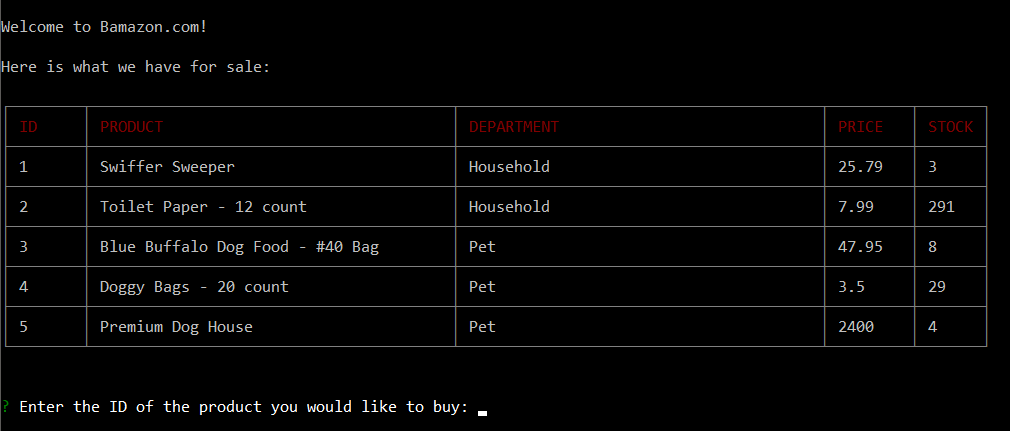 Welcome to Bamazon.com!
Here is what we have for sale:
ID PRODUCT DEPARTMENT PRICE STOCK
1 Swiffer Sweeper Household 25.79 3
2 Toilet Paper - 12 count Household 7.99 291
3 Blue Buffalo Dog Food - #40 Bag Pet 47.95 8
4 Doggy Bags - 20 count Pet 3.5 29
5 Premium Dog House Pet 2400 4
? Enter the ID of the product you would like to buy: